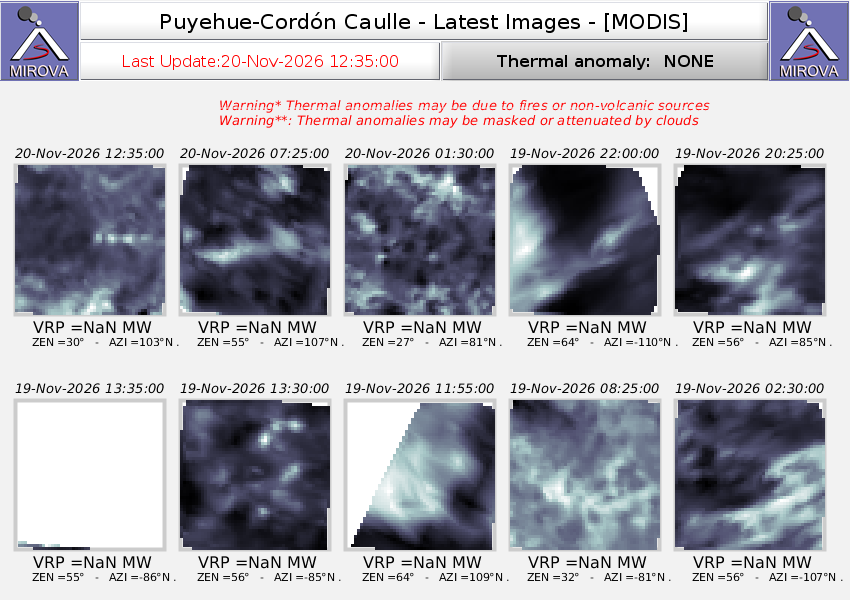 Puyehue-Cordón Caulle - Latest Images - [MODIS]
MIROVA
Last Update:20-Nov-2026 12:35:00
Thermal anomaly: NONE
MIROVA
Warning* Thermal anomalies may be due to fires or non-volcanic sources
Warning**: Thermal anomalies may be masked or attenuated by clouds
20-Nov-2026 12:35:00 20-Nov-2026 07:25:00 20-Nov-2026 01:30:00 19-Nov-2026 22:00:00 19-Nov-2026 20:25:00
VRP =NaN MW VRP =NaN MW VRP =NaN MW VRP =NaN MW VRP =NaN MW
ZEN =30° - AZI =103°N . ZEN =55° - AZI =107°N . ZEN =27° - AZI =81°N . ZEN =64° - AZI =-110°N . ZEN =56° - AZI =85°N .
19-Nov-2026 13:35:00 19-Nov-2026 13:30:00 19-Nov-2026 11:55:00 19-Nov-2026 08:25:00 19-Nov-2026 02:30:00
VRP =NaN MW VRP =NaN MW VRP =NaN MW VRP =NaN MW VRP =NaN MW
ZEN =55° - AZI =-86°N . ZEN =56° - AZI =-85°N . ZEN =64° - AZI =109°N . ZEN =32° - AZI =-81°N . ZEN =56° - AZI =-107°N .